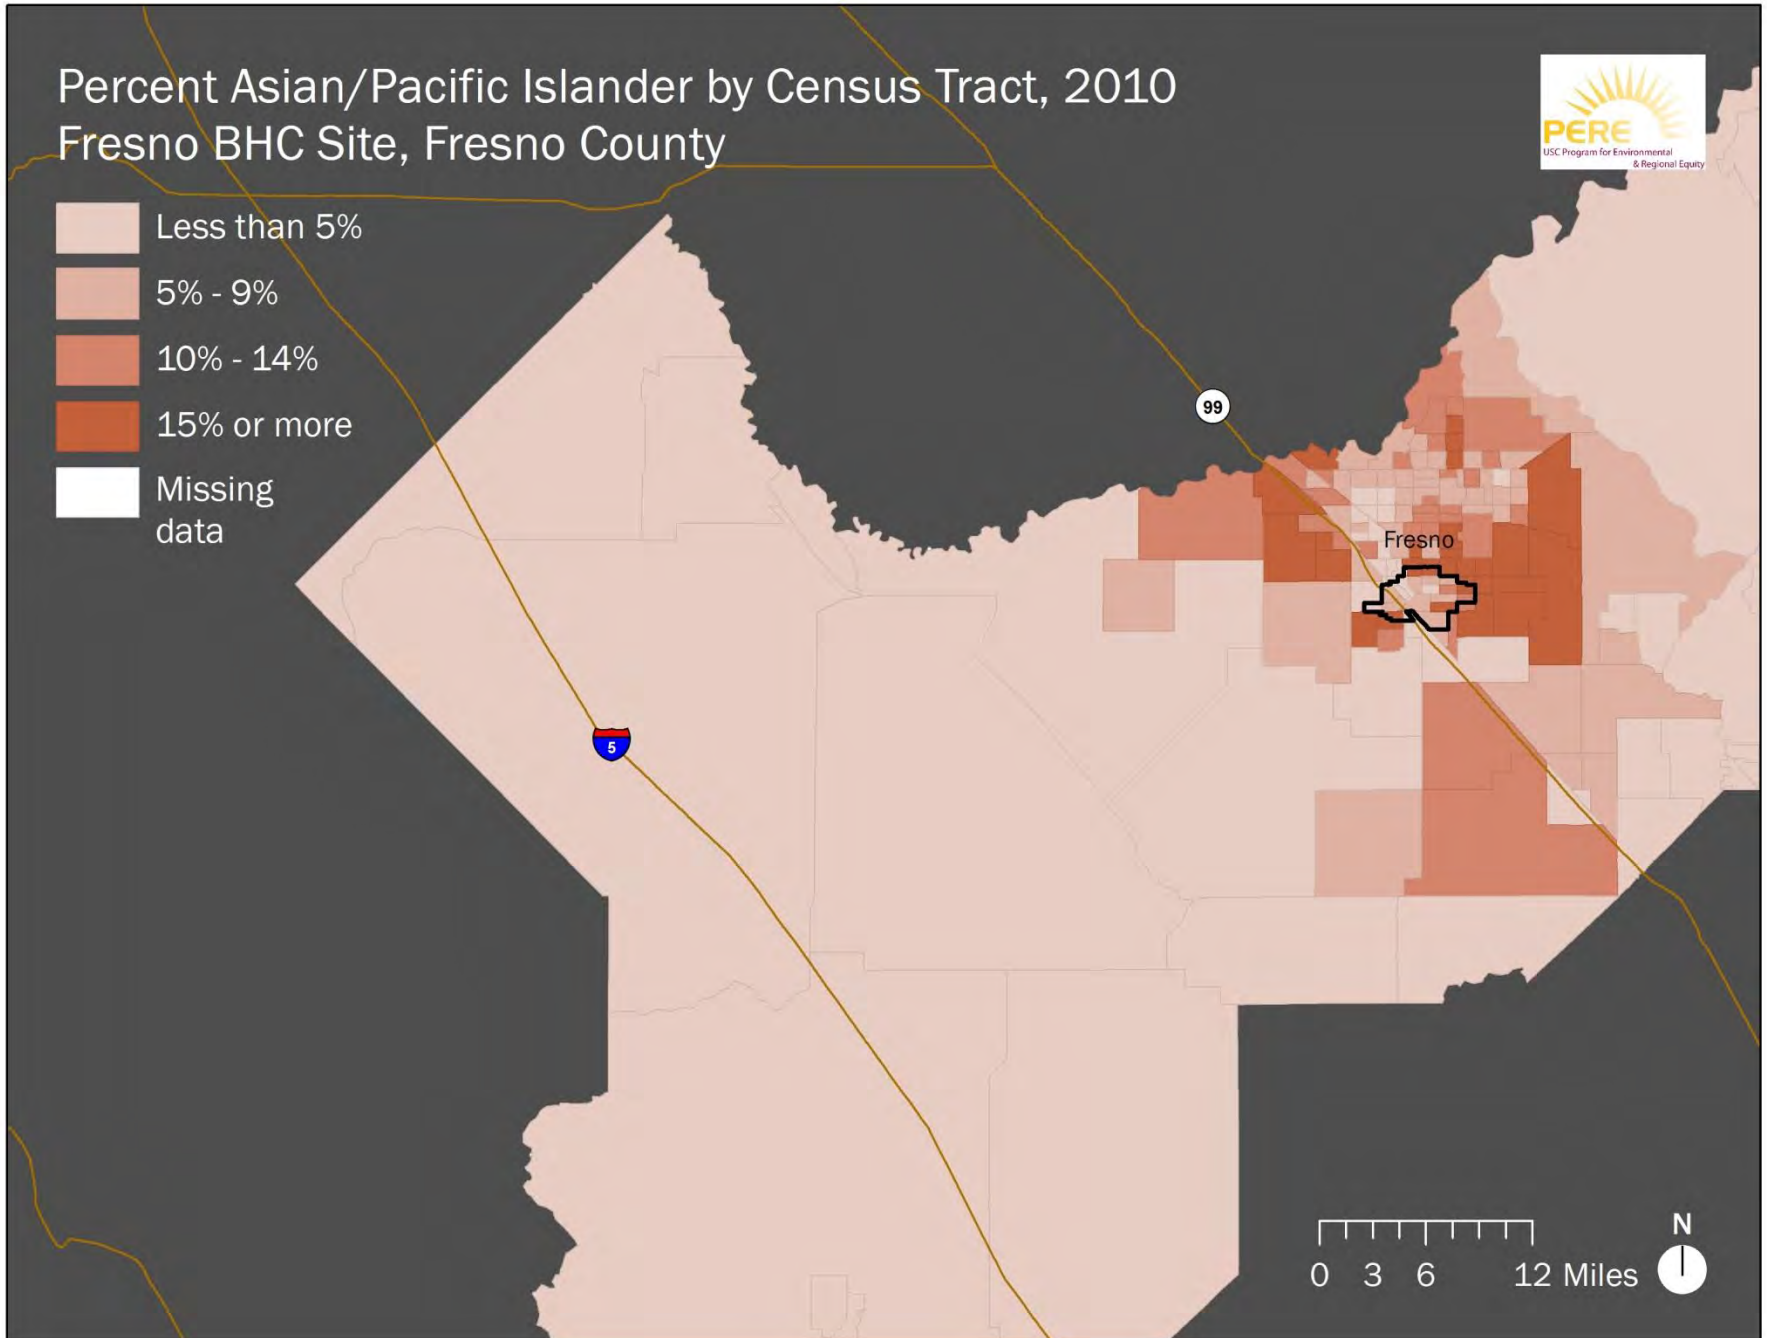 Percent Asian/Pacific Islander by Census Tract, 2010
Fresno BHC Site, Fresno County
PERE
USC Program for Environmental
& Regional Equity
Less than 5%
5% - 9%
10% - 14%
15% or more
Missing
data
99
Fresno
5
N
0 3 6 12 Miles